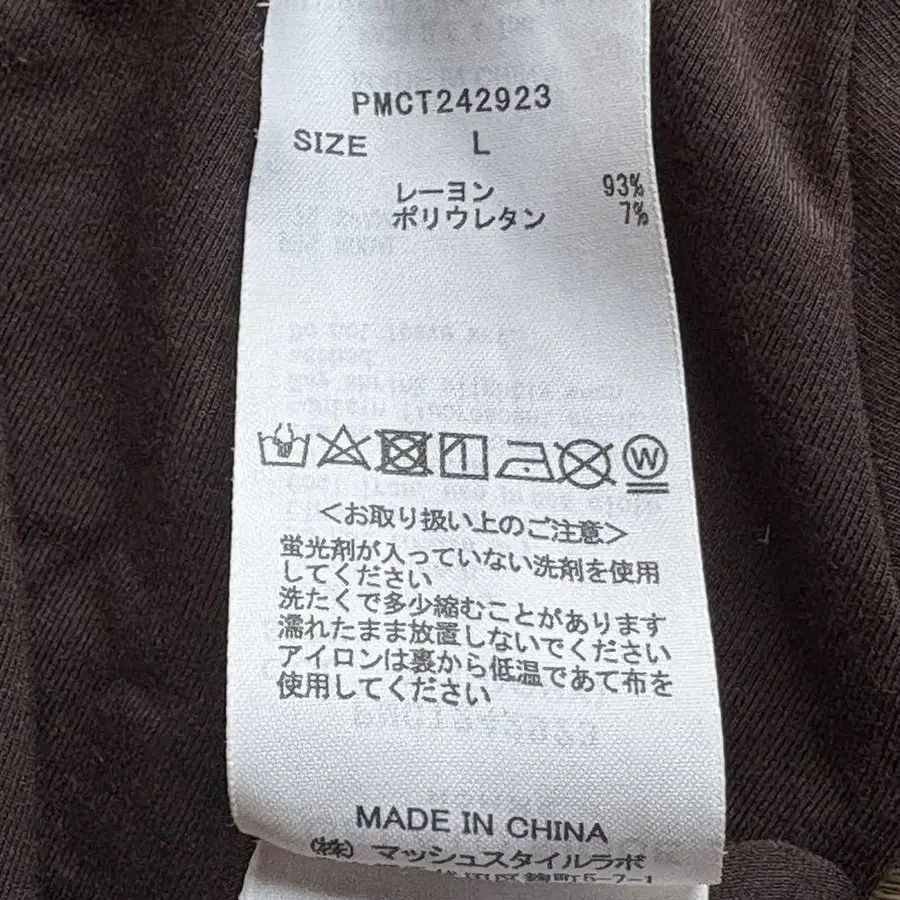 PMCT242923
SIZE L
レーヨン 93%
ポリウレタン 7%
W
<お取り扱い上のご注意>
蛍光剤が入っていない洗剤を使用
してください
洗たくで多少縮むことがあります
濡れたまま放置しないでください
アイロンは裏から低温であて布を
使用してください
MADE IN CHINA
(株) マッシュスタイルラボ
5-7-1